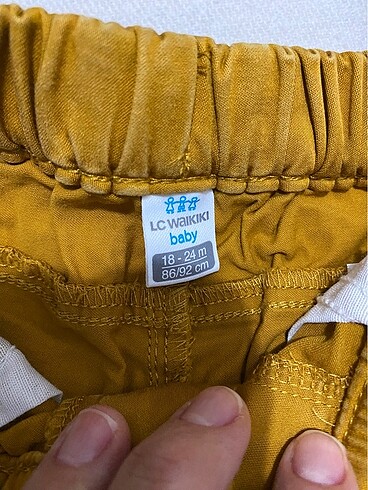 LC WAIKIKI
baby
18 - 24 m
86/92 cm